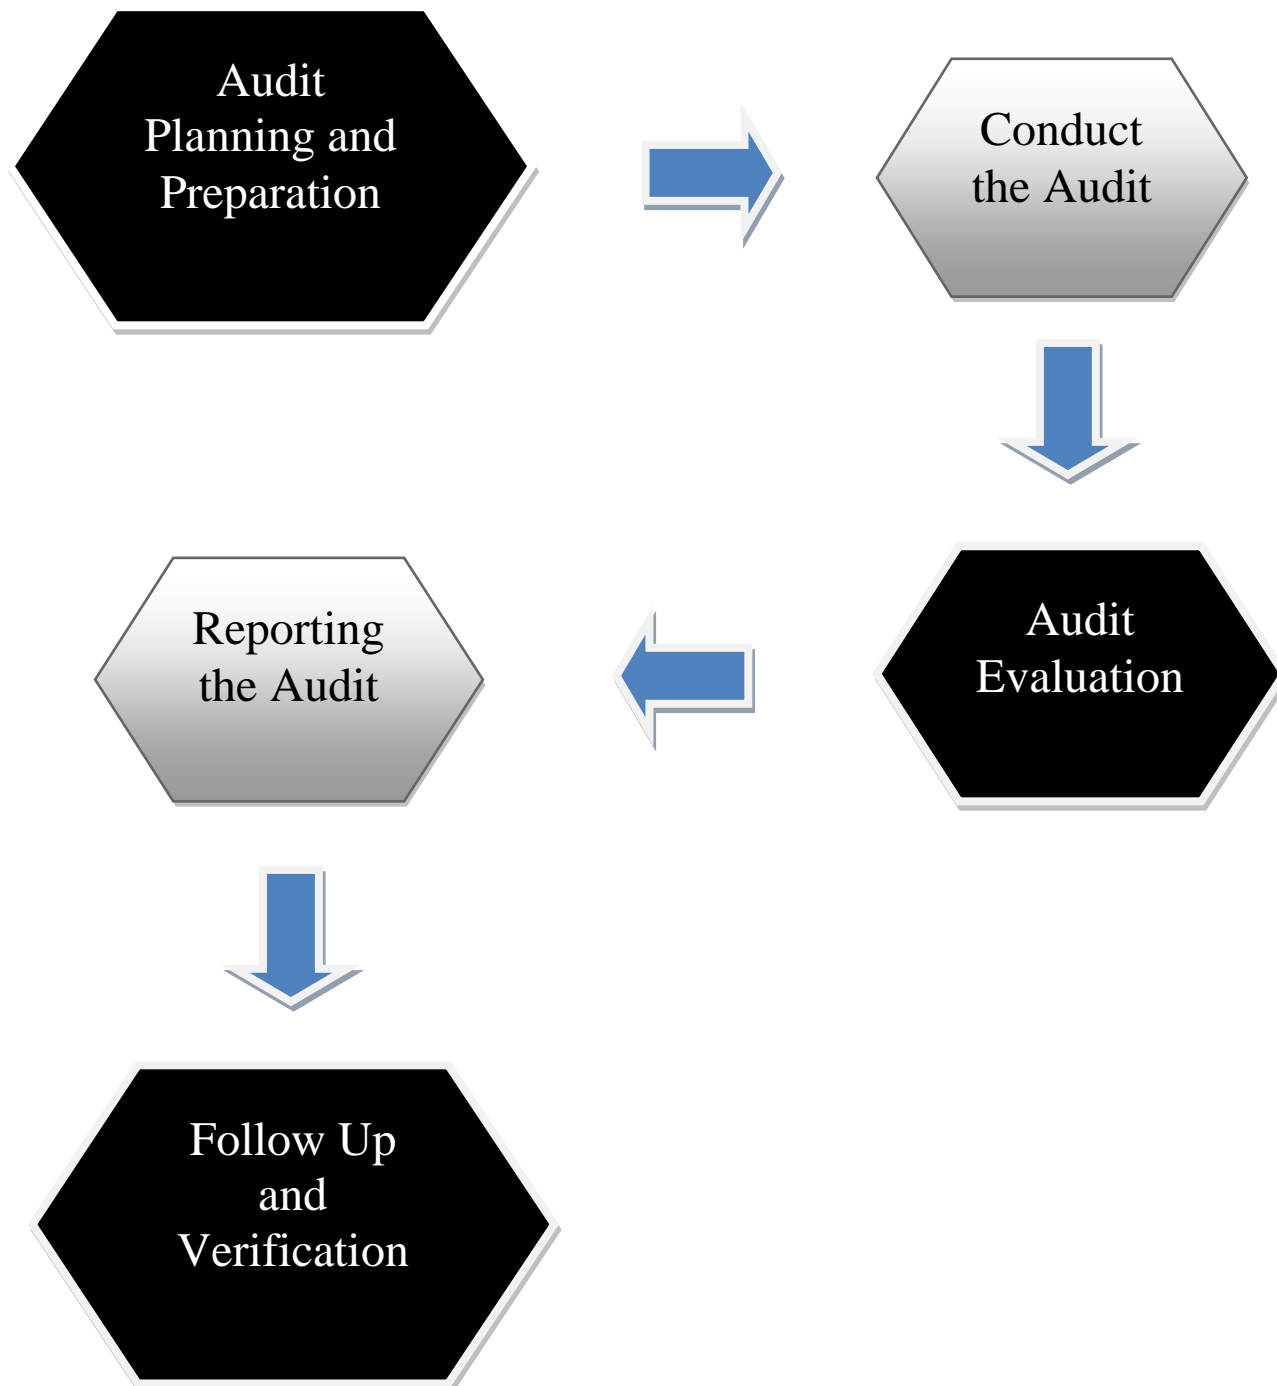 Audit
Planning and
Preparation
Conduct
the Audit
Audit
Evaluation
Reporting
the Audit
Follow Up
and
Verification